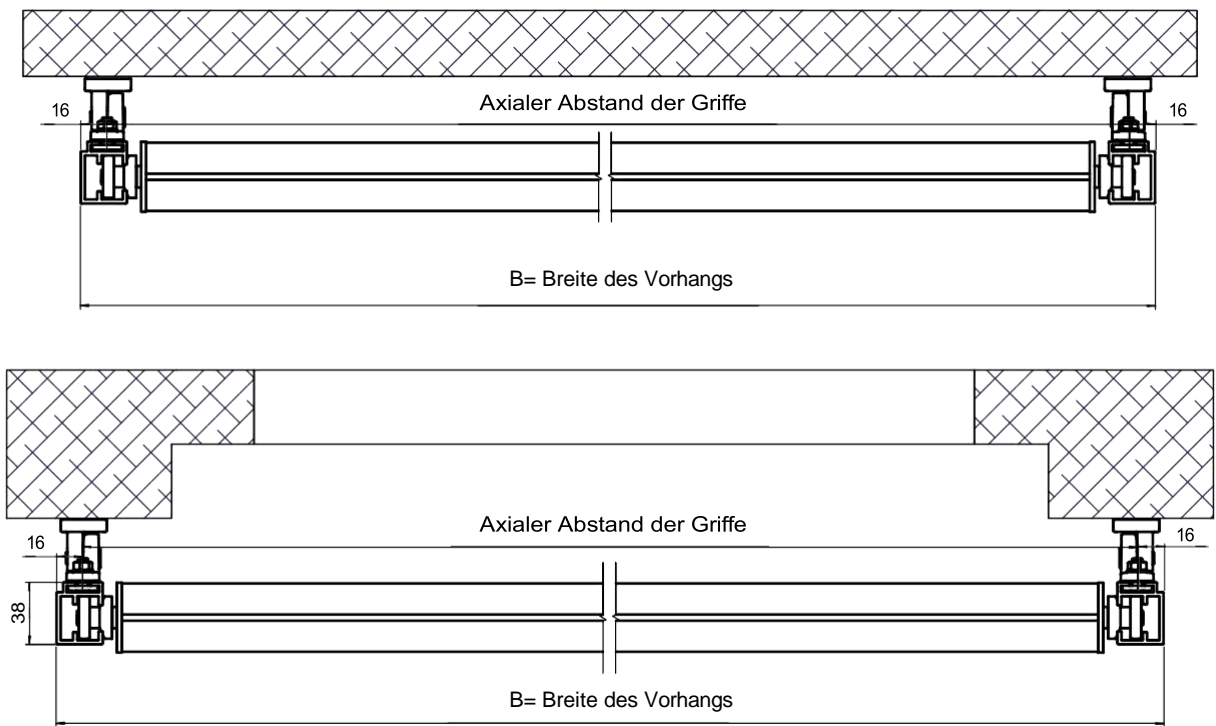 Axialer Abstand der Griffe
16
16
B= Breite des Vorhangs
Axialer Abstand der Griffe
16
16
38
B= Breite des Vorhangs